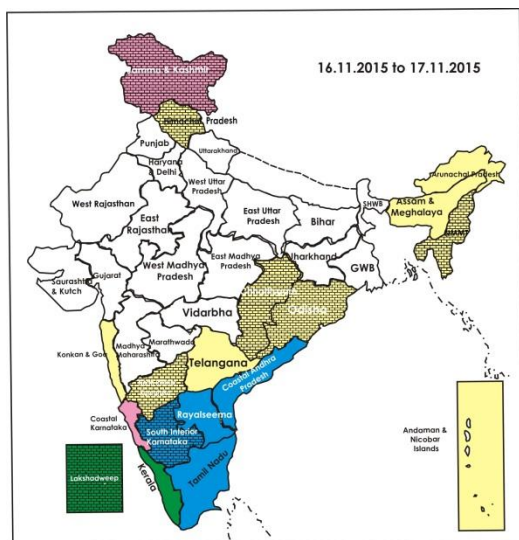 16.11.2015 to 17.11.2015
Jammu & Kashmir
Himachal Pradesh
Punjab
Uttarakhand
Haryana
& Delhi
West Uttar
Pradesh
West Rajasthan
East
Rajasthan
East Uttar
Pradesh
Bihar
SHWB
Assam &
Meghalaya
Arunachal Pradesh
NMMT
Saurashtra
& Kutch
Gujarat
West Madhya
Pradesh
East Madhya
Pradesh
Jharkhand
GWB
Odisha
Vidarbha
Konkan & Goa
Madhya
Maharashtra
Marathwada
Telangana
Coastal Andhra
Pradesh
Coastal
Karnataka
Rayalseema
South Interior
Karnataka
Lakshadweep
Kerala
Tamil Nadu
Andaman &
Nicobar
Islands